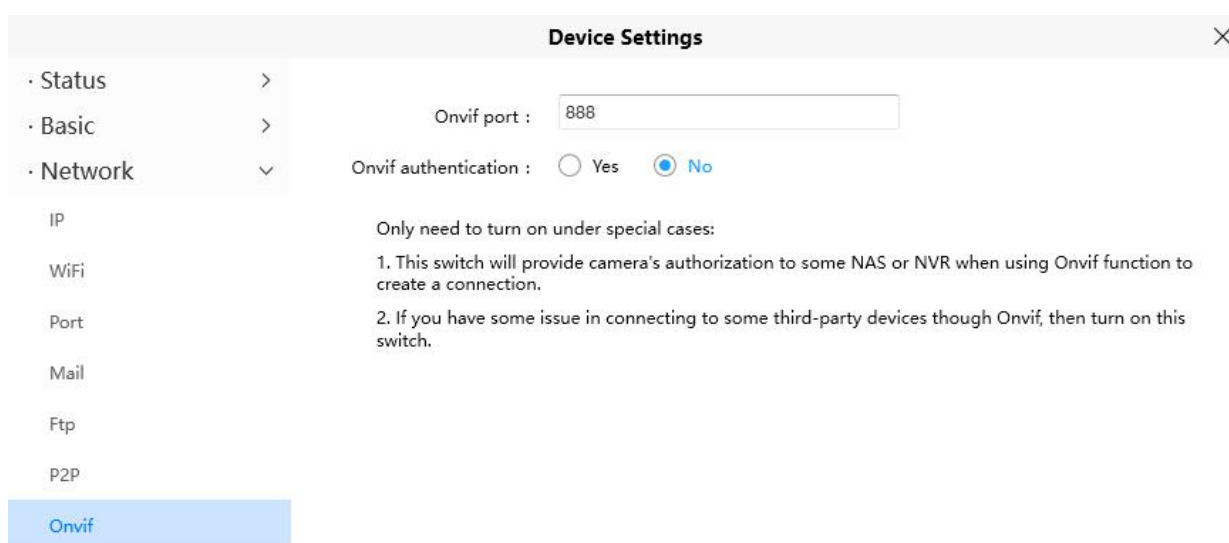 Device Settings
· Status
· Basic
· Network
IP
WiFi
Port
Mail
Ftp
P2P
Onvif
Onvif port : 888
Onvif authentication : Yes No
Only need to turn on under special cases:
1. This switch will provide camera's authorization to some NAS or NVR when using Onvif function to
create a connection.
2. If you have some issue in connecting to some third-party devices though Onvif, then turn on this
switch.